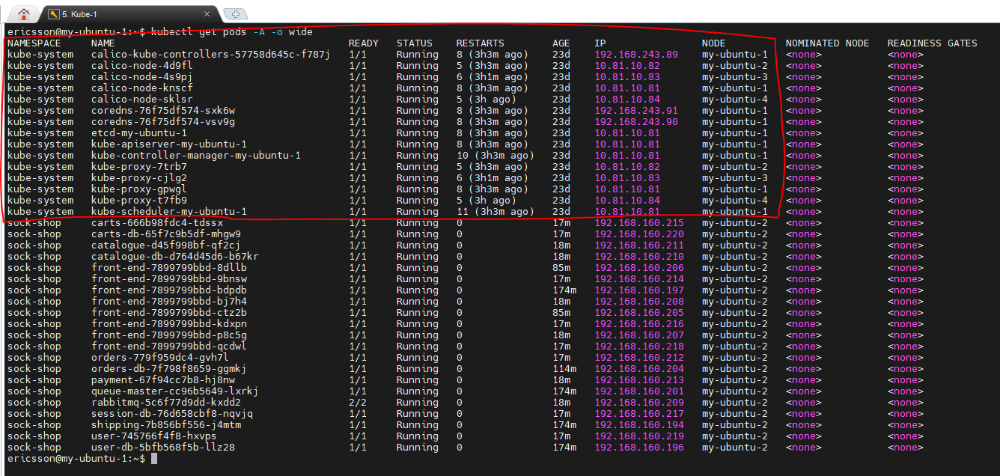 5. Kube-1
ericsson@my-ubuntu-1:~$ kubectl get pods -A -o wide
NAMESPACE NAME READY STATUS RESTARTS AGE IP NODE NOMINATED NODE READINESS GATES
kube-system calico-kube-controllers-57758d645c-f787j 1/1 Running 8 (3h3m ago) 23d 192.168.243.89 my-ubuntu-1 <none> <none>
kube-system calico-node-4d9fl 1/1 Running 5 (3h3m ago) 23d 10.81.10.82 my-ubuntu-2 <none> <none>
kube-system calico-node-4s9pj 1/1 Running 6 (3h1m ago) 23d 10.81.10.83 my-ubuntu-3 <none> <none>
kube-system calico-node-knscf 1/1 Running 8 (3h3m ago) 23d 10.81.10.81 my-ubuntu-1 <none> <none>
kube-system calico-node-sklsr 1/1 Running 5 (3h ago) 23d 10.81.10.84 my-ubuntu-4 <none> <none>
kube-system coredns-76f75df574-sxk6w 1/1 Running 8 (3h3m ago) 23d 192.168.243.91 my-ubuntu-1 <none> <none>
kube-system coredns-76f75df574-vsv9g 1/1 Running 8 (3h3m ago) 23d 192.168.243.90 my-ubuntu-1 <none> <none>
kube-system etcd-my-ubuntu-1 1/1 Running 8 (3h3m ago) 23d 10.81.10.81 my-ubuntu-1 <none> <none>
kube-system kube-apiserver-my-ubuntu-1 1/1 Running 8 (3h3m ago) 23d 10.81.10.81 my-ubuntu-1 <none> <none>
kube-system kube-controller-manager-my-ubuntu-1 1/1 Running 10 (3h3m ago) 23d 10.81.10.81 my-ubuntu-1 <none> <none>
kube-system kube-proxy-7trb7 1/1 Running 5 (3h3m ago) 23d 10.81.10.82 my-ubuntu-2 <none> <none>
kube-system kube-proxy-cjlg2 1/1 Running 6 (3h1m ago) 23d 10.81.10.83 my-ubuntu-3 <none> <none>
kube-system kube-proxy-gpwgl 1/1 Running 8 (3h3m ago) 23d 10.81.10.81 my-ubuntu-1 <none> <none>
kube-system kube-proxy-t7fb9 1/1 Running 5 (3h ago) 23d 10.81.10.84 my-ubuntu-4 <none> <none>
kube-system kube-scheduler-my-ubuntu-1 1/1 Running 11 (3h3m ago) 23d 10.81.10.81 my-ubuntu-1 <none> <none>
sock-shop carts-666b98fdc4-tdssx 1/1 Running 0 17m 192.168.160.215 my-ubuntu-2 <none> <none>
sock-shop carts-db-65f7c9b5df-mhgw9 1/1 Running 0 17m 192.168.160.220 my-ubuntu-2 <none> <none>
sock-shop catalogue-d45f998bf-qf2cj 1/1 Running 0 18m 192.168.160.211 my-ubuntu-2 <none> <none>
sock-shop catalogue-db-d764d45d6-b67kr 1/1 Running 0 18m 192.168.160.210 my-ubuntu-2 <none> <none>
sock-shop front-end-7899799bbd-8dllb 1/1 Running 0 85m 192.168.160.206 my-ubuntu-2 <none> <none>
sock-shop front-end-7899799bbd-9bnsw 1/1 Running 0 17m 192.168.160.214 my-ubuntu-2 <none> <none>
sock-shop front-end-7899799bbd-bdpdb 1/1 Running 0 174m 192.168.160.197 my-ubuntu-2 <none> <none>
sock-shop front-end-7899799bbd-bj7h4 1/1 Running 0 18m 192.168.160.208 my-ubuntu-2 <none> <none>
sock-shop front-end-7899799bbd-ctz2b 1/1 Running 0 85m 192.168.160.205 my-ubuntu-2 <none> <none>
sock-shop front-end-7899799bbd-kdxpn 1/1 Running 0 17m 192.168.160.216 my-ubuntu-2 <none> <none>
sock-shop front-end-7899799bbd-p8c5g 1/1 Running 0 18m 192.168.160.207 my-ubuntu-2 <none> <none>
sock-shop front-end-7899799bbd-qcdwl 1/1 Running 0 17m 192.168.160.218 my-ubuntu-2 <none> <none>
sock-shop orders-779f959dc4-gvh7l 1/1 Running 0 17m 192.168.160.212 my-ubuntu-2 <none> <none>
sock-shop orders-db-7f798f8659-ggmkj 1/1 Running 0 114m 192.168.160.204 my-ubuntu-2 <none> <none>
sock-shop payment-67f94cc7b8-hj8nw 1/1 Running 0 18m 192.168.160.213 my-ubuntu-2 <none> <none>
sock-shop queue-master-cc96b5649-lxrkj 1/1 Running 0 174m 192.168.160.201 my-ubuntu-2 <none> <none>
sock-shop rabbitmq-5c6f77d9dd-kxdd2 2/2 Running 0 18m 192.168.160.209 my-ubuntu-2 <none> <none>
sock-shop session-db-76d658cbf8-nqvjq 1/1 Running 0 17m 192.168.160.217 my-ubuntu-2 <none> <none>
sock-shop shipping-7b856bf556-j4mtm 1/1 Running 0 174m 192.168.160.194 my-ubuntu-2 <none> <none>
sock-shop user-745766f4f8-hxvps 1/1 Running 0 17m 192.168.160.219 my-ubuntu-2 <none> <none>
sock-shop user-db-5bfb568f5b-llz28 1/1 Running 0 174m 192.168.160.196 my-ubuntu-2 <none> <none>
ericsson@my-ubuntu-1:~$